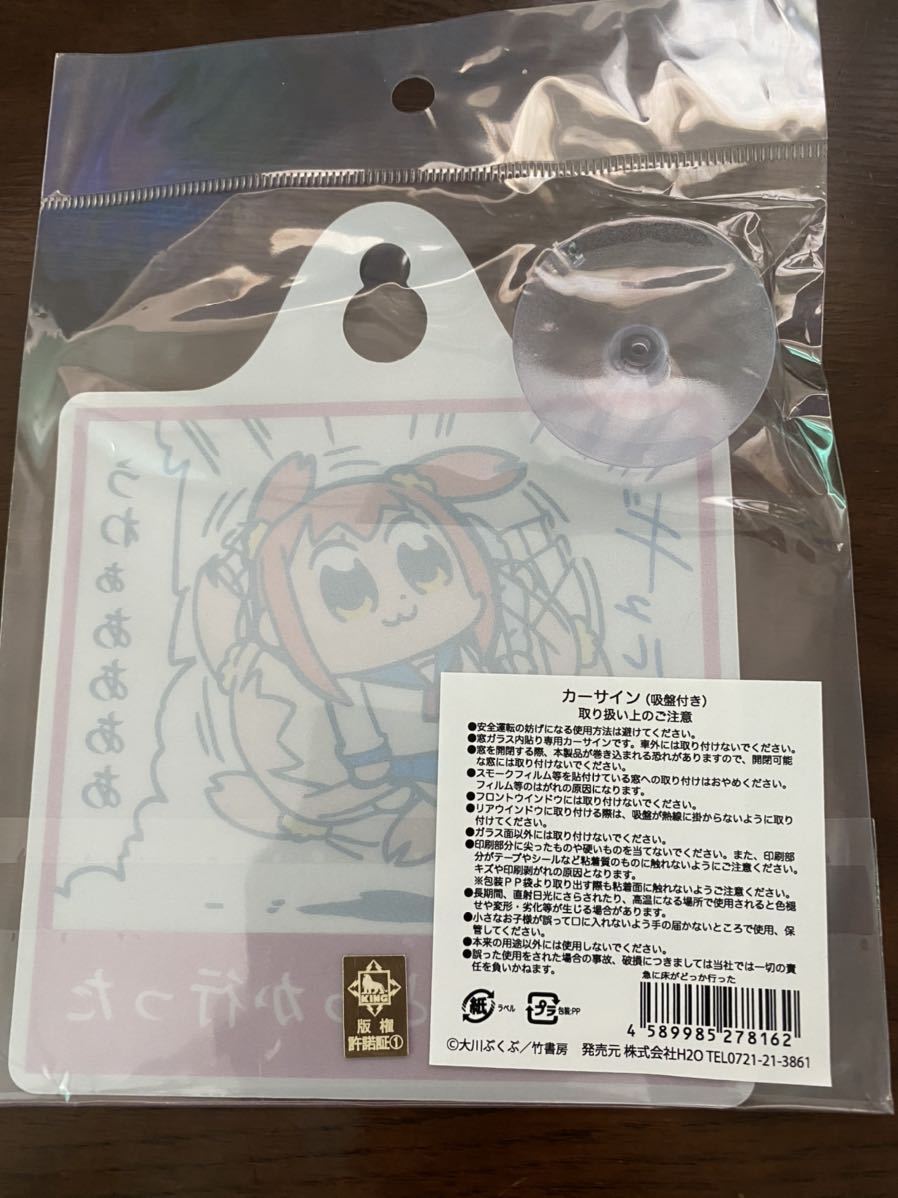 うわぁぁぁぁぁ
か行った
カーサイン（吸盤付き）
取り扱い上のご注意
●安全運転の妨げになる使用方法は避けてください。
●窓ガラス内貼り専用カーサインです。車外には取り付けないでください。
●窓を開閉する際、本製品が巻き込まれる恐れがありますので、開閉可能
な窓には取り付けないでください。
●スモークフィルム等を貼付けている窓への取り付けはおやめください。
フィルム等のはがれの原因になります。
●フロントウインドウには取り付けないでください。
●リアウインドウに取り付ける際は、吸盤が熱線に掛からないように取り
付けてください。
●ガラス面以外には取り付けないでください。
●印刷部分に尖ったものや硬いものを当てないでください。また、印刷部
分がテープやシールなど粘着質のものに触れないようにご注意ください。
キズや印刷剥がれの原因となります。
※包装ＰＰ袋より取り出す際も粘着面に触れないようご注意ください。
●長期間、直射日光にさらされたり、高温になる場所で使用されると色褪
せや変形・劣化等が生じる場合があります。
●小さなお子様が誤って口に入れないよう手の届かないところで使用、保
管してください。
●本来の用途以外には使用しないでください。
●誤った使用をされた場合の事故、破損につきましては当社では一切の責
任を負いかねます。
急に床がどっか行った
紙 ラベル プラ 包装:PP
4 589985 278162
©大川ぶくぶ／竹書房 発売元 株式会社H2O TEL0721-21-3861
KING
版権
許諾証①